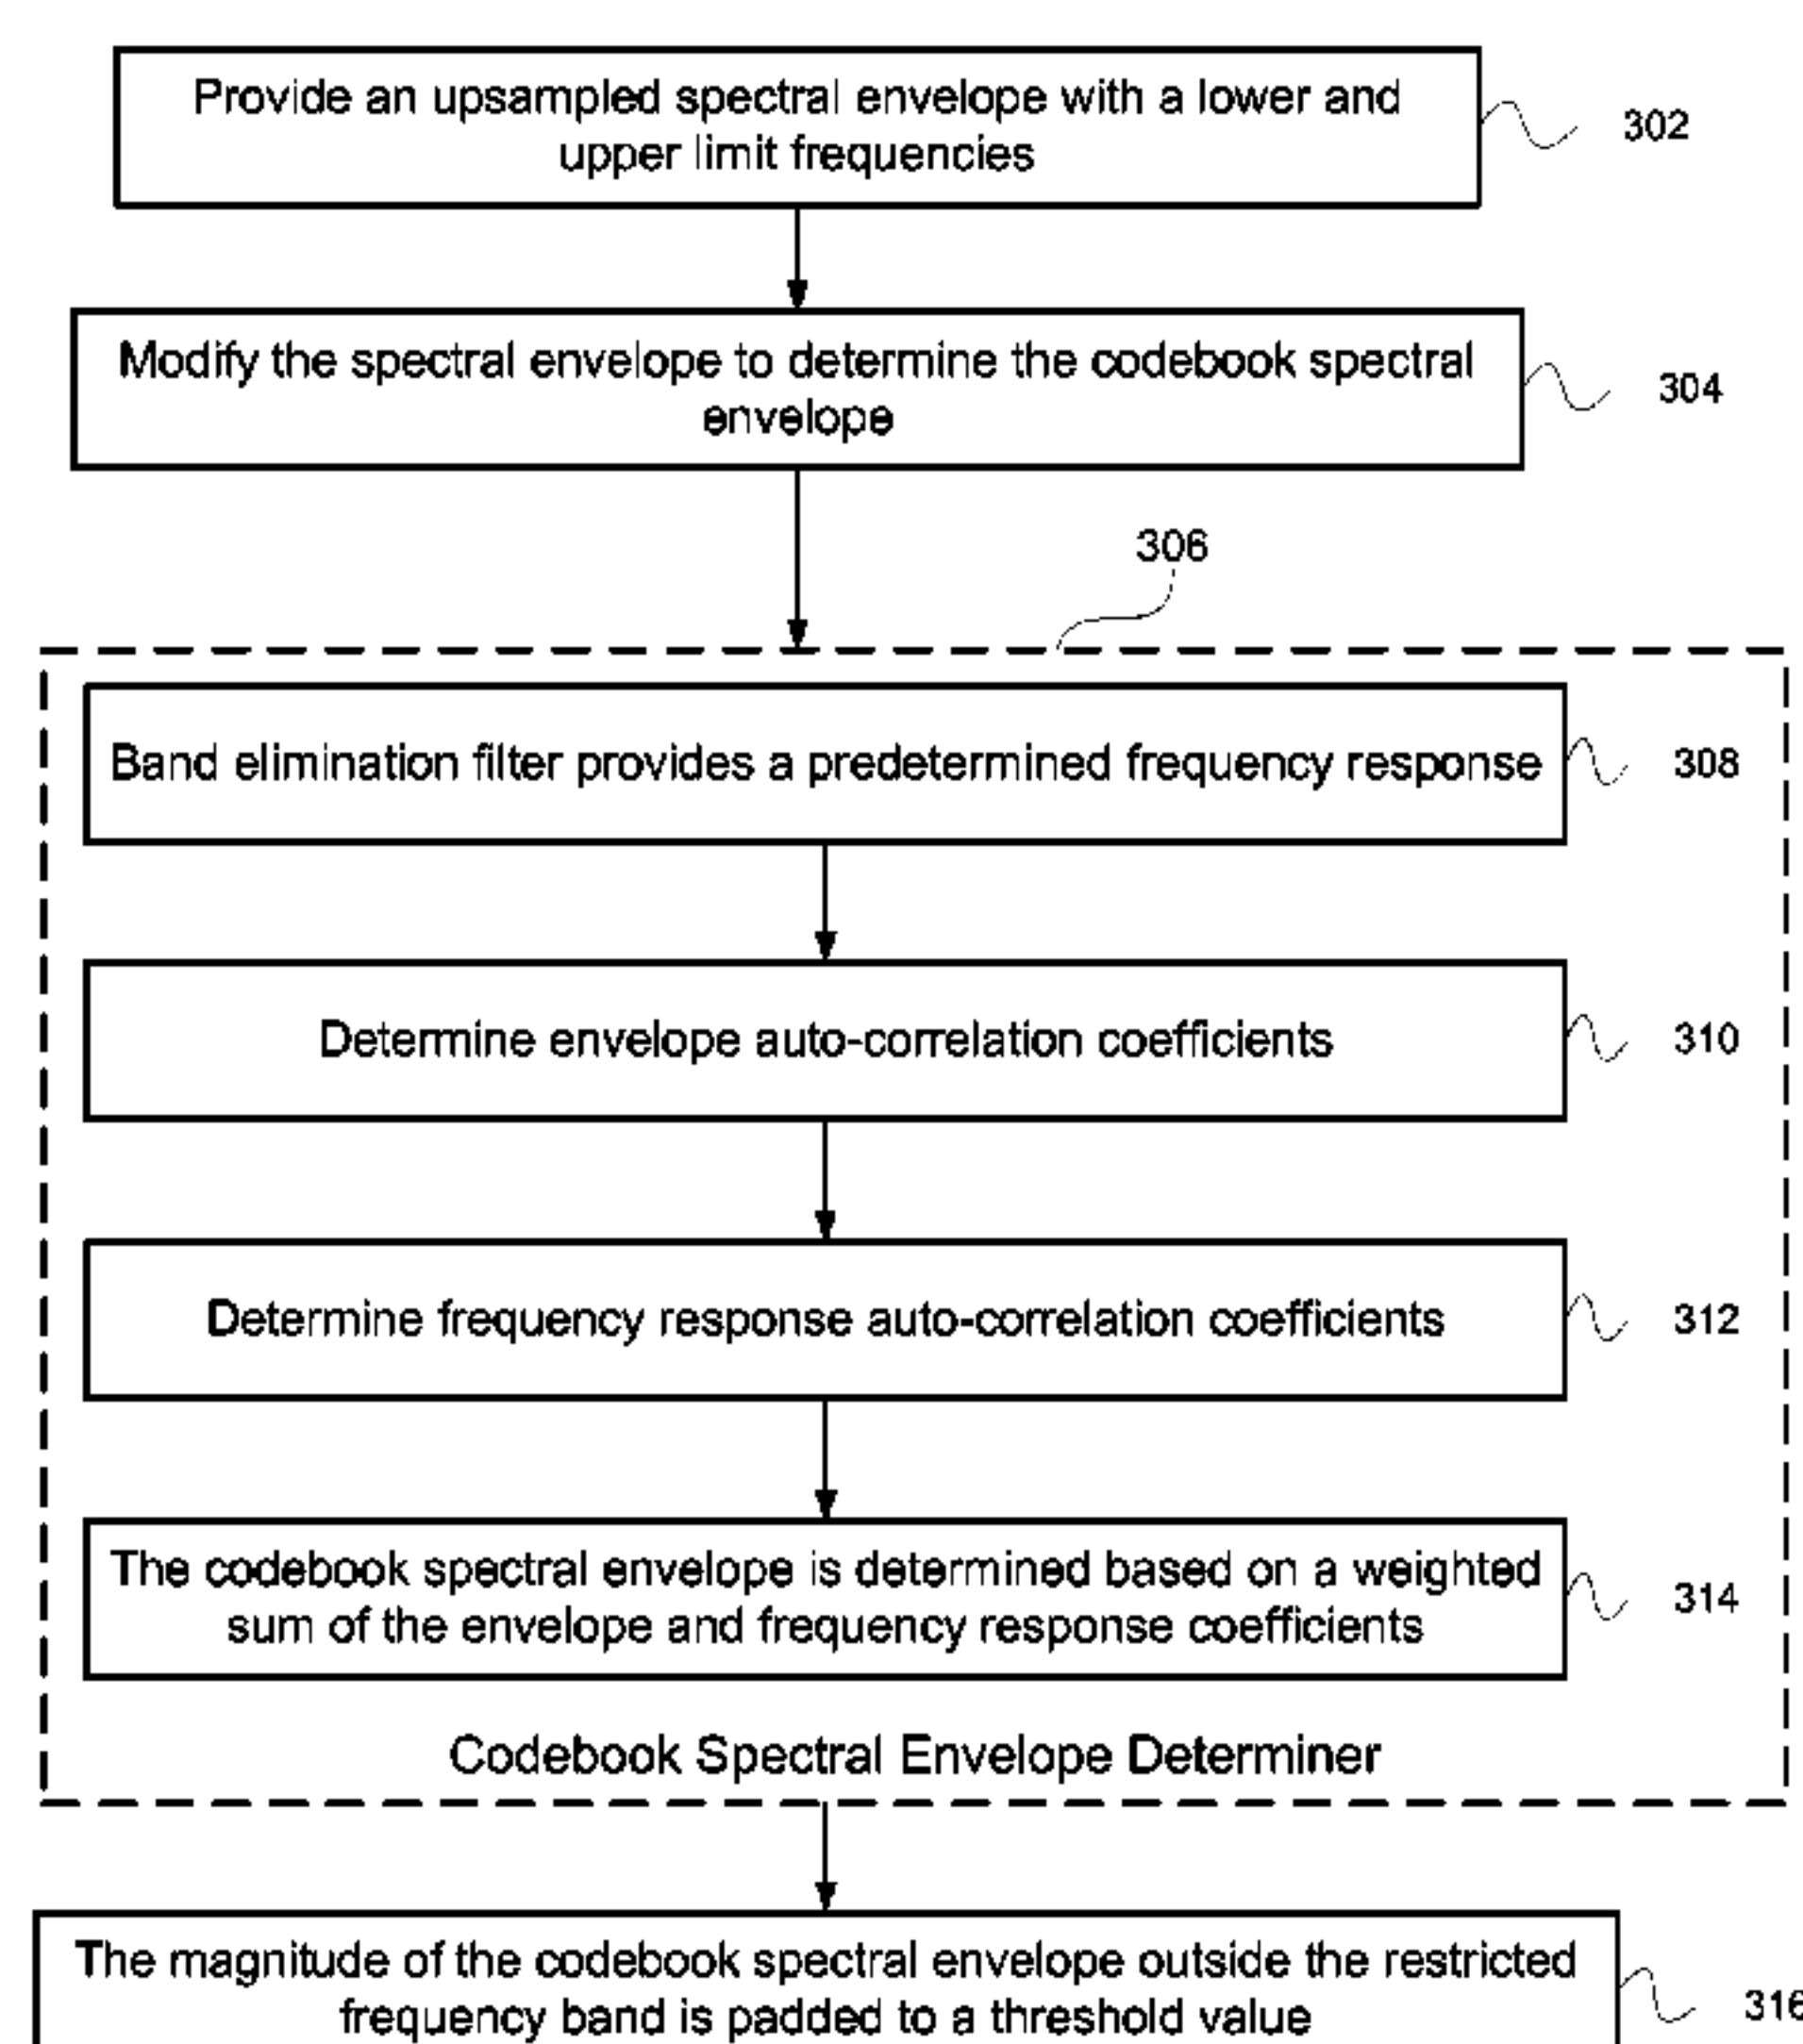 Provide an upsampled spectral envelope with a lower and
upper limit frequencies
302
Modify the spectral envelope to determine the codebook spectral
envelope
304
306
Band elimination filter provides a predetermined frequency response
308
Determine envelope auto-correlation coefficients
310
Determine frequency response auto-correlation coefficients
312
The codebook spectral envelope is determined based on a weighted
sum of the envelope and frequency response coefficients
314
Codebook Spectral Envelope Determiner
The magnitude of the codebook spectral envelope outside the restricted
frequency band is padded to a threshold value
316